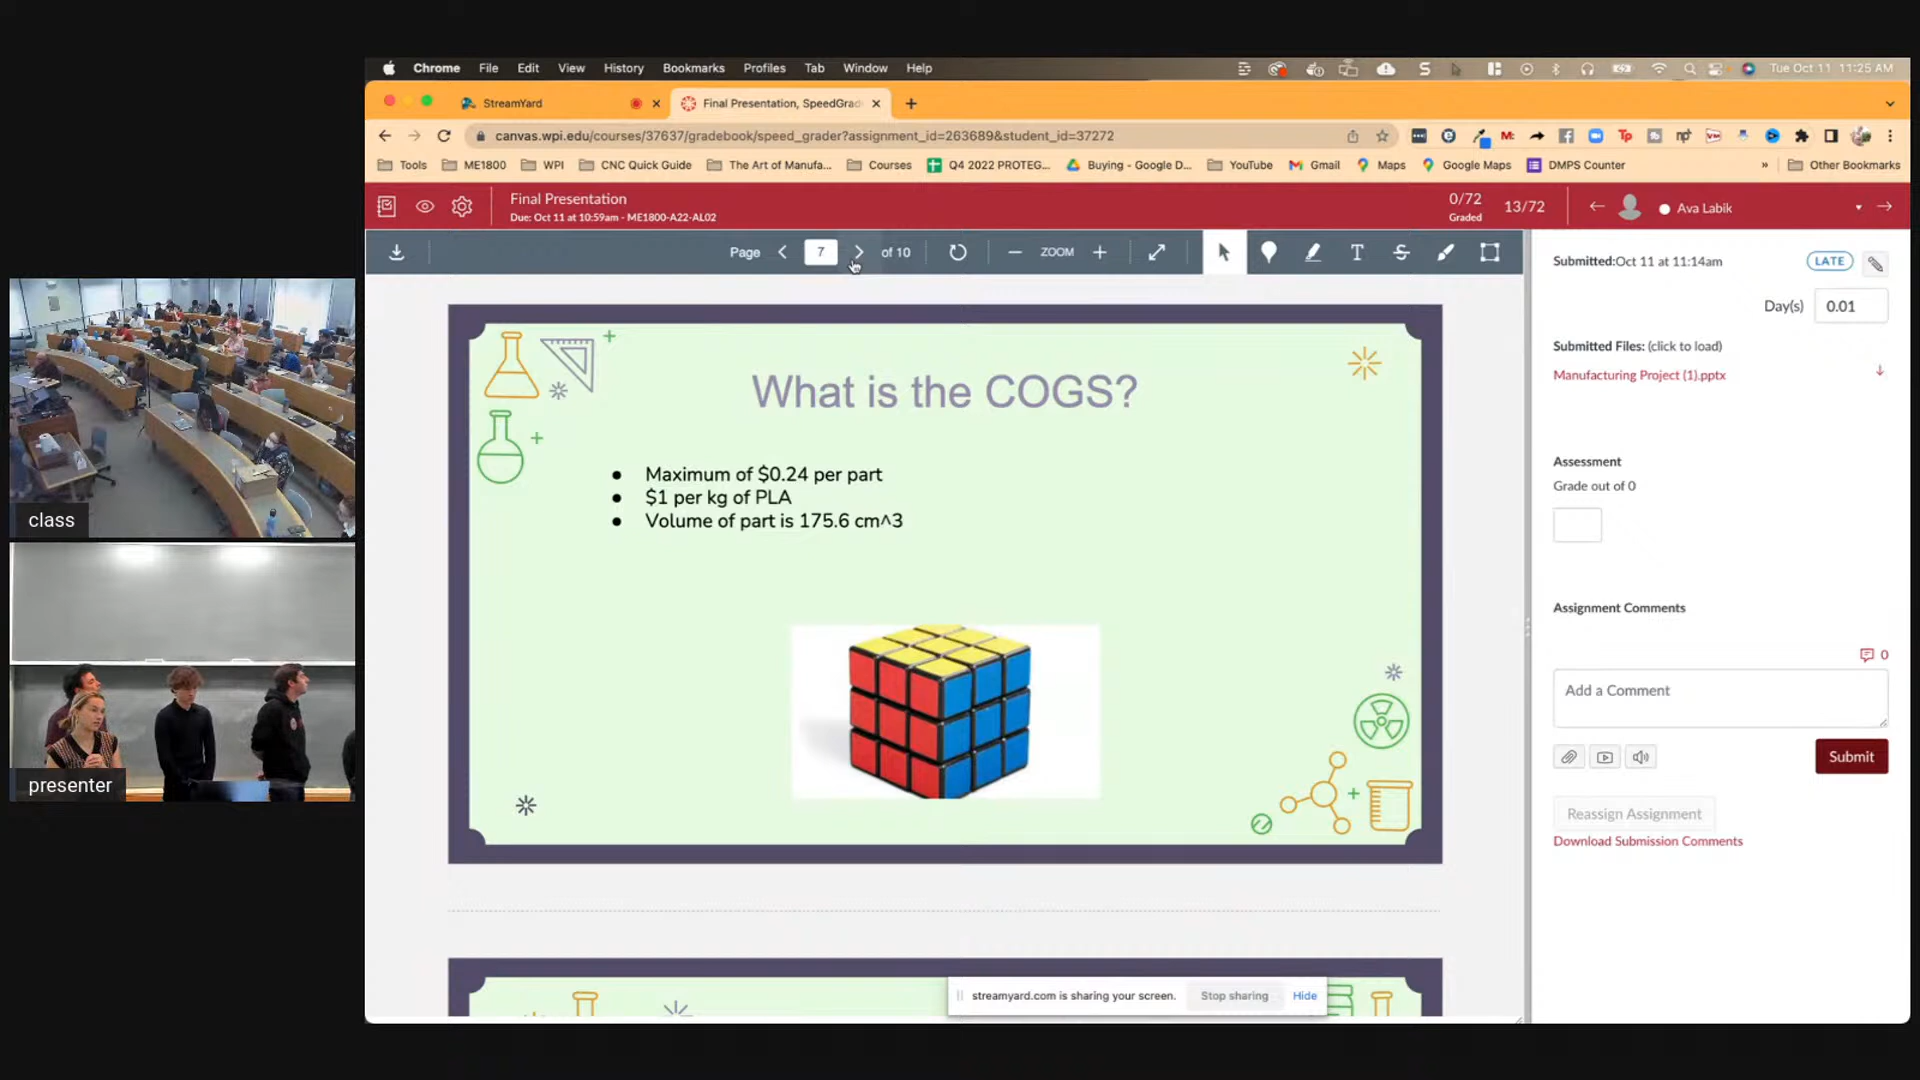 Chrome File Edit View History Bookmarks Profiles Tab Window Help Tue Oct 11 11:25 AM
StreamYard
Final Presentation, SpeedGrad
canvas.wpi.edu/courses/37637/gradebook/speed_grader?assignment_id=263689&student_id=37272
Tools ME1800 WPI CNC Quick Guide The Art of Manufa... Courses Q4 2022 PROTEG... Buying - Google D... YouTube Gmail Maps Google Maps DMPS Counter » Other Bookmarks
Final Presentation
Due: Oct 11 at 10:59am - ME1800-A22-AL02
0/72
Graded
13/72
Ava Labik
Page 7 of 10 ZOOM
What is the COGS?
Maximum of $0.24 per part
$1 per kg of PLA
Volume of part is 175.6 cm^3
streamyard.com is sharing your screen. Stop sharing Hide
Submitted:Oct 11 at 11:14am LATE
Day(s) 0.01
Submitted Files: (click to load)
Manufacturing Project (1).pptx
Assessment
Grade out of 0
Assignment Comments
0
Add a Comment
Submit
Reassign Assignment
Download Submission Comments
class
presenter